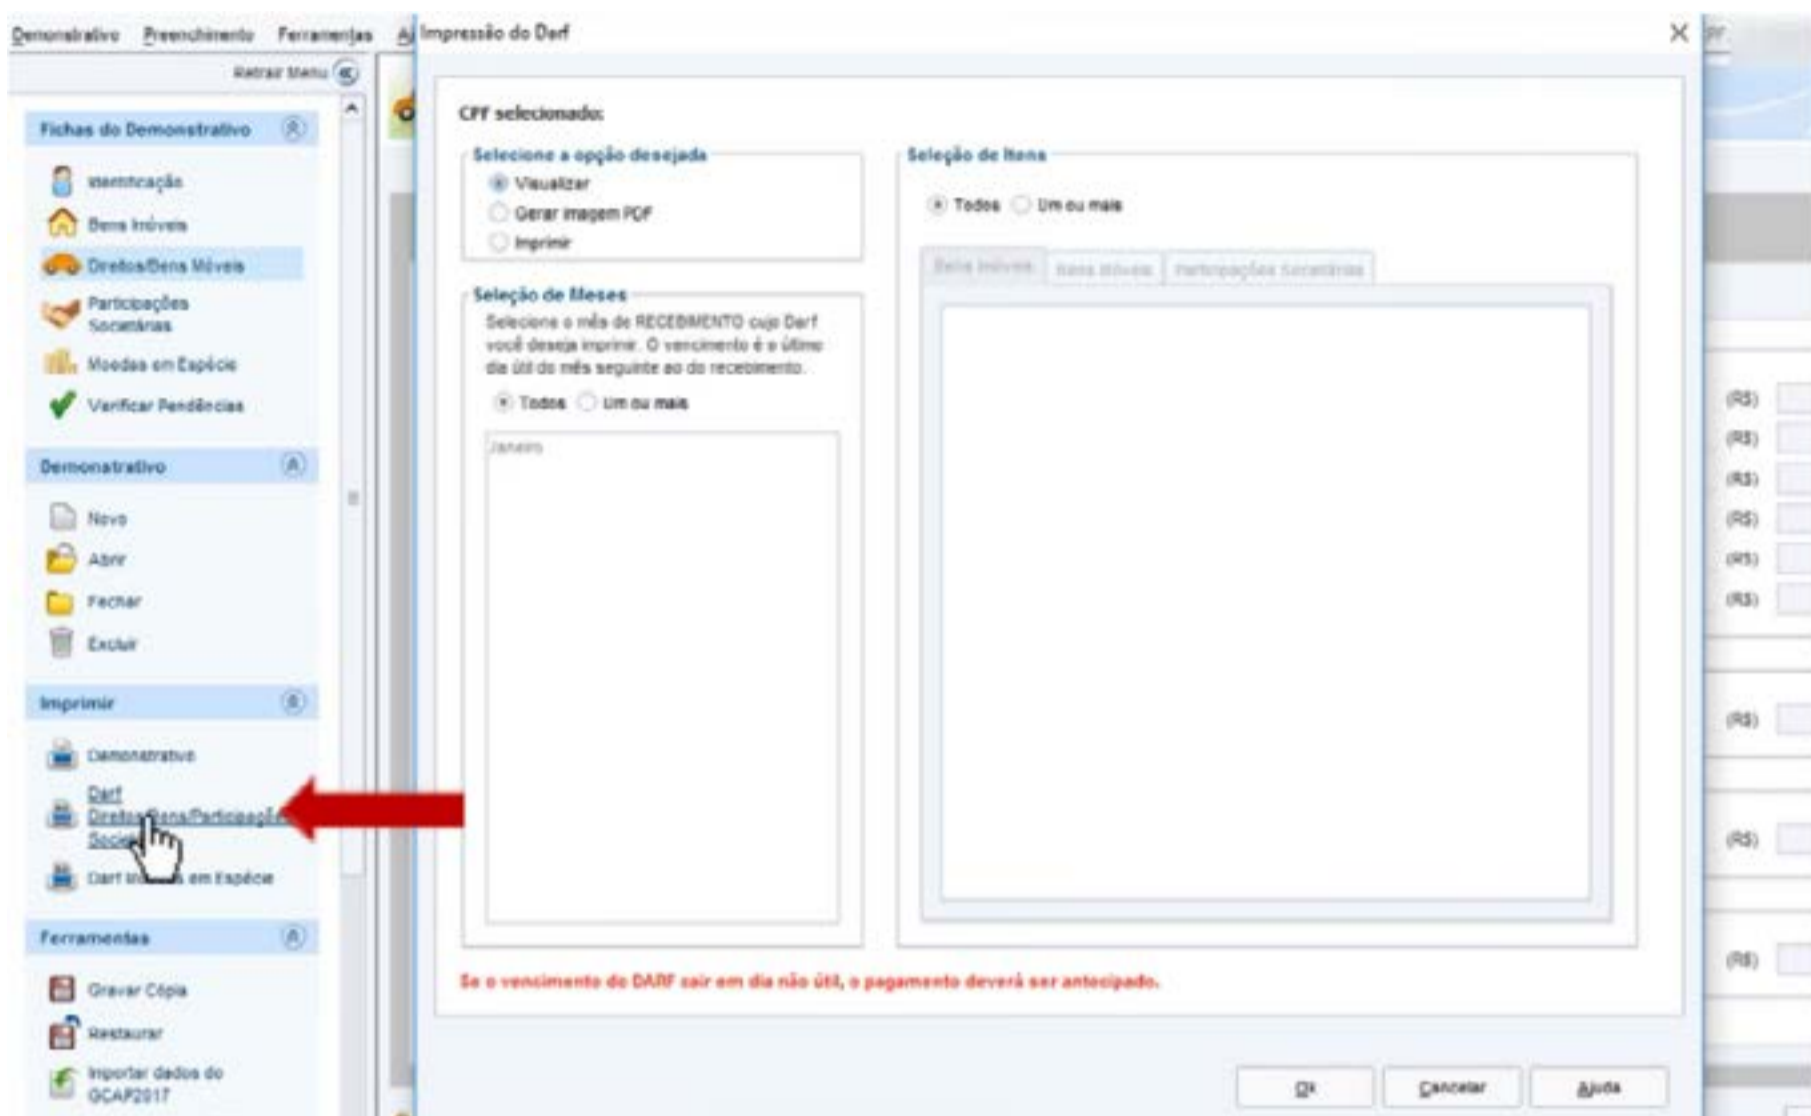 Demonstrativo Preenchimento Ferramentas
Retrair Menu
Fichas do Demonstrativo
Identificação
Bens Imóveis
Direitos/Bens Móveis
Participações
Societárias
Moedas em Espécie
Verificar Pendências
Demonstrativo
Novo
Abrir
Fechar
Excluir
Imprimir
Demonstrativo
Darf
Direitos/Bens/Participaçõe
Socie
Darf M s em Espécie
Ferramentas
Gravar Cópia
Restaurar
Importar dados do
GCAP2017
Impressão do Darf
CPF selecionado:
Selecione a opção desejada
Visualizar
Gerar imagem PDF
Imprimir
Seleção de Meses
Selecione o mês de RECEBIMENTO cujo Darf
você deseja imprimir. O vencimento é o último
dia útil do mês seguinte ao do recebimento.
Todos Um ou mais
Janeiro
Seleção de Itens
Todos Um ou mais
Bens Imóveis Bens Móveis Participações Societárias
Se o vencimento do DARF cair em dia não útil, o pagamento deverá ser antecipado.
Ok Cancelar Ajuda
(R$)
(R$)
(R$)
(R$)
(R$)
(R$)
(R$)
(R$)
(R$)